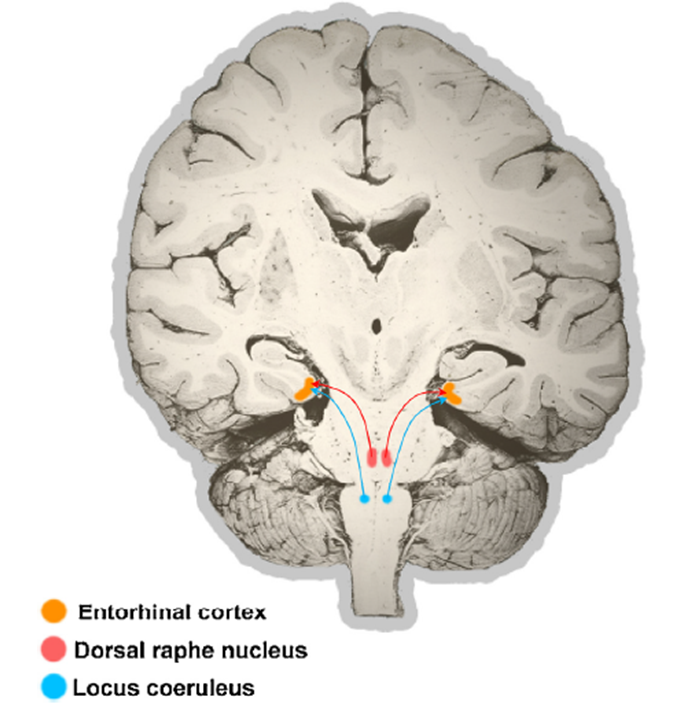 Entorhinal cortex
Dorsal raphe nucleus
Locus coeruleus